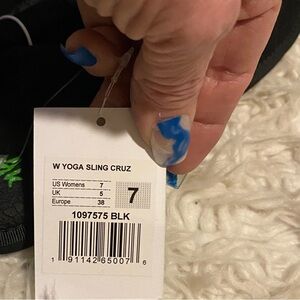 W YOGA SLING CRUZ
US Womens 7
UK 5
Europe 38
7
1097575 BLK
1 91142 65007 6